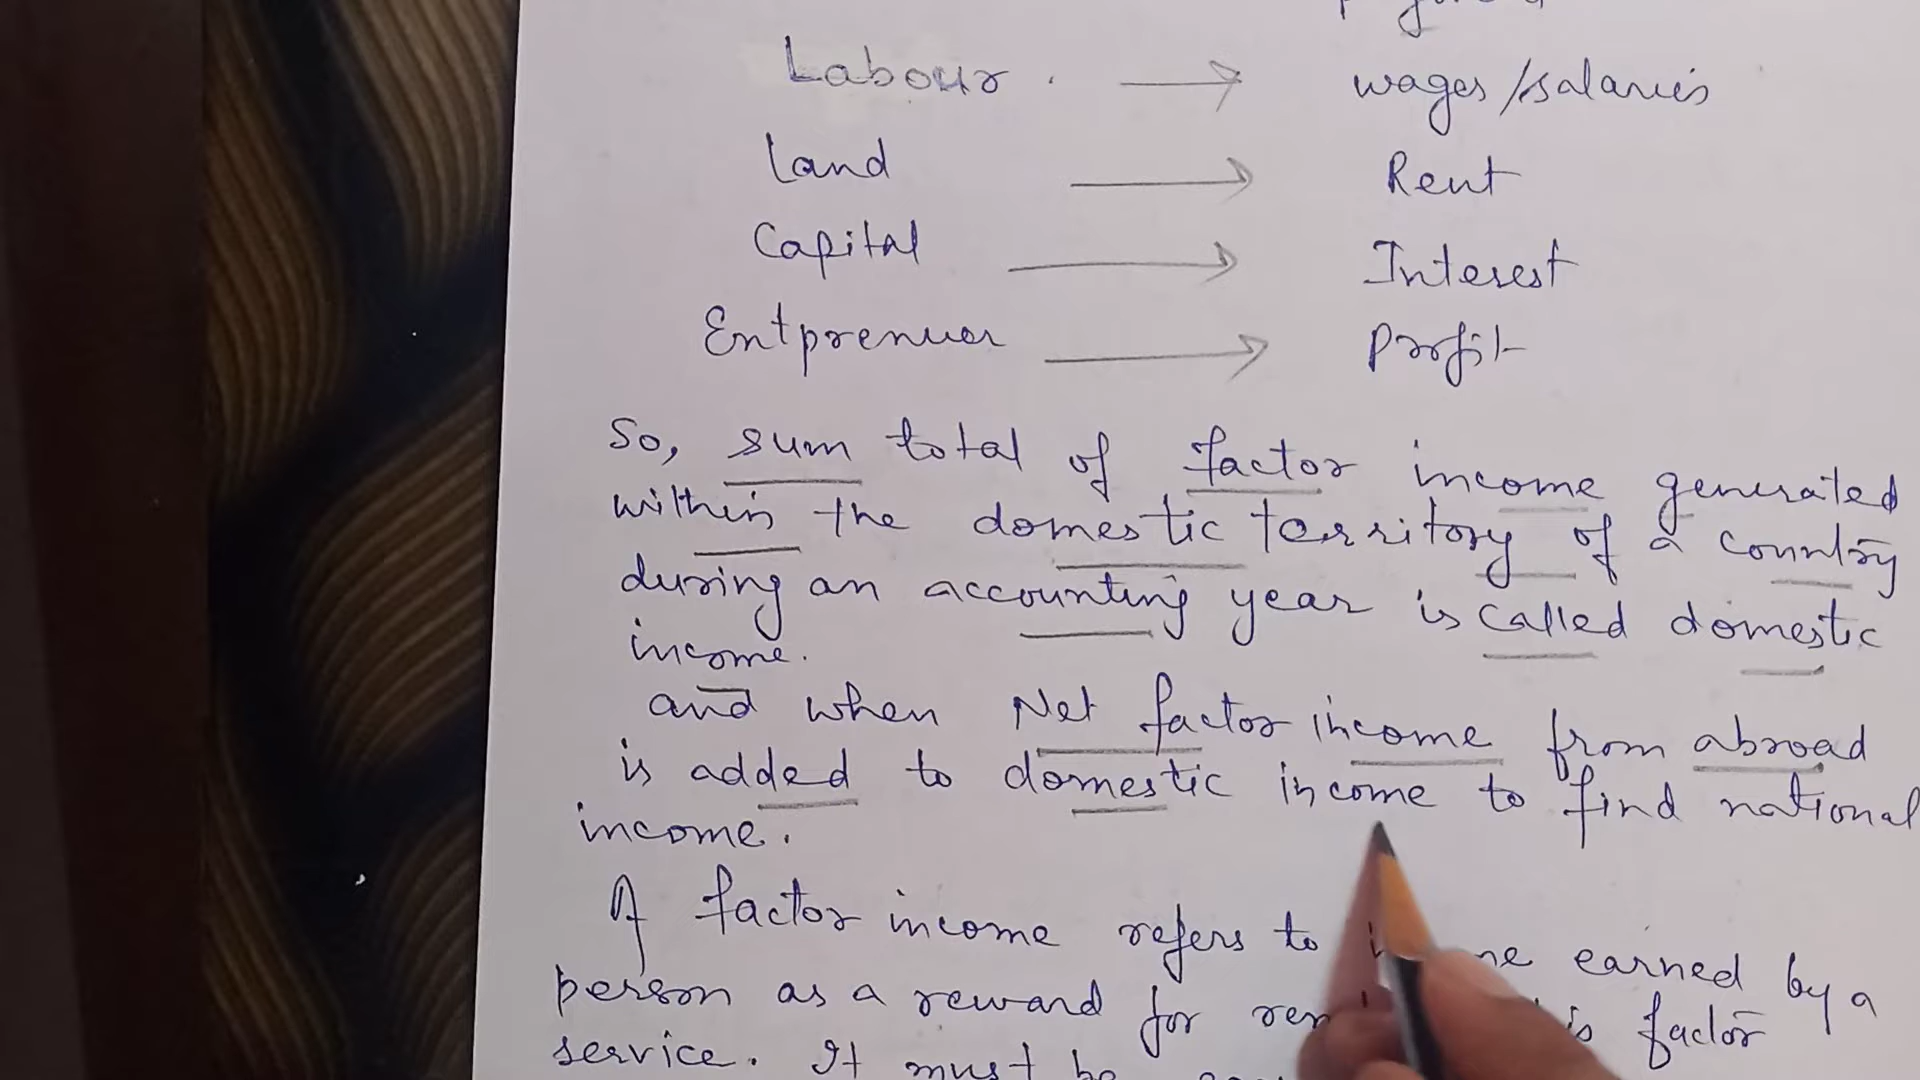 Labour. → wages/salaries
Land → Rent
Capital → Interest
Entprenuer → Profit
So, sum total of factor income generated
within the domestic territory of a country
during an accounting year is called domestic
income.
and when Net factor income from abroad
is added to domestic income to find national
income.
A factor income refers to earned by a
person as a reward for factor
service. It must be